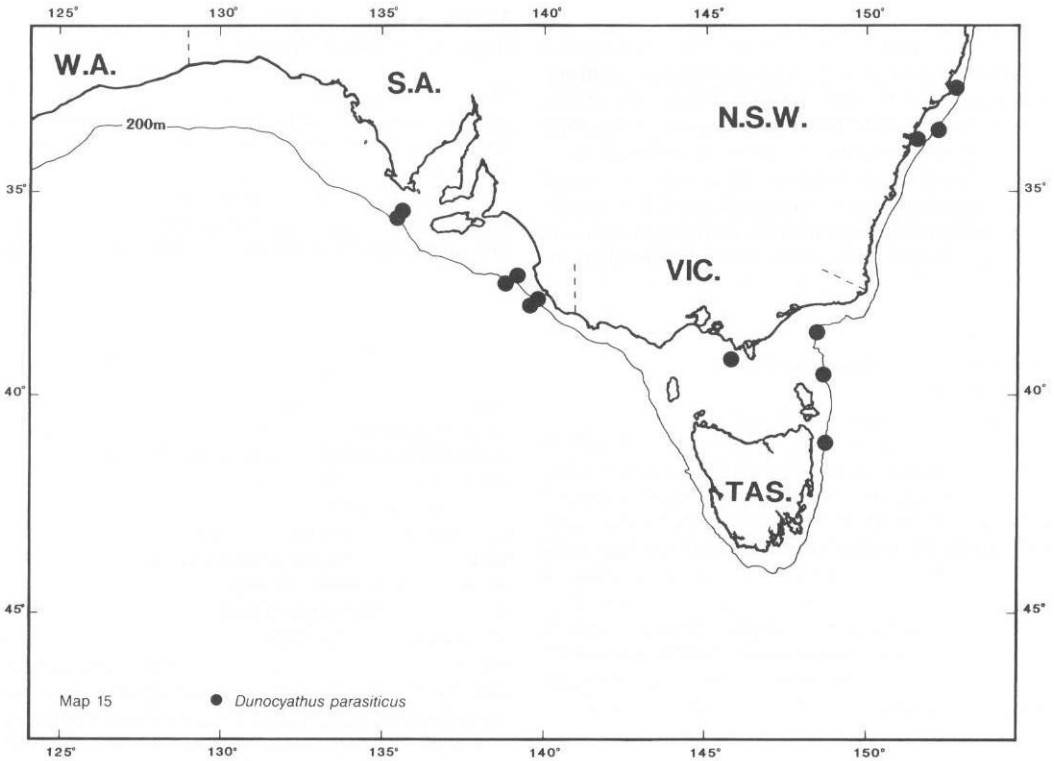 125° 130° 135° 140° 145° 150°
W.A.
S.A.
N.S.W.
200m
35° 35°
VIC.
40° 40°
TAS.
45° 45°
Map 15 ● Dunocyathus parasiticus
125° 130° 135° 140° 145° 150°